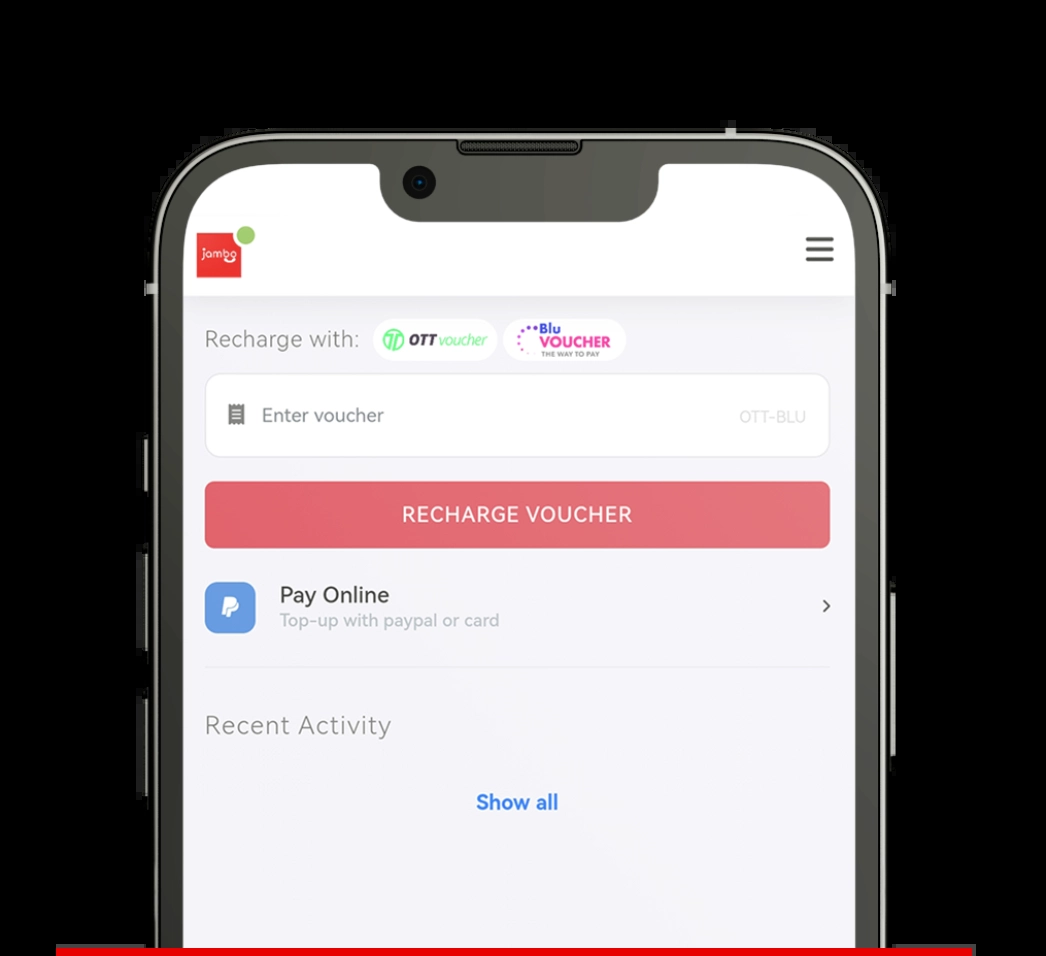 jambo
Recharge with: OTT voucher Blu VOUCHER THE WAY TO PAY
Enter voucher OTT-BLU
RECHARGE VOUCHER
Pay Online
Top-up with paypal or card
Recent Activity
Show all